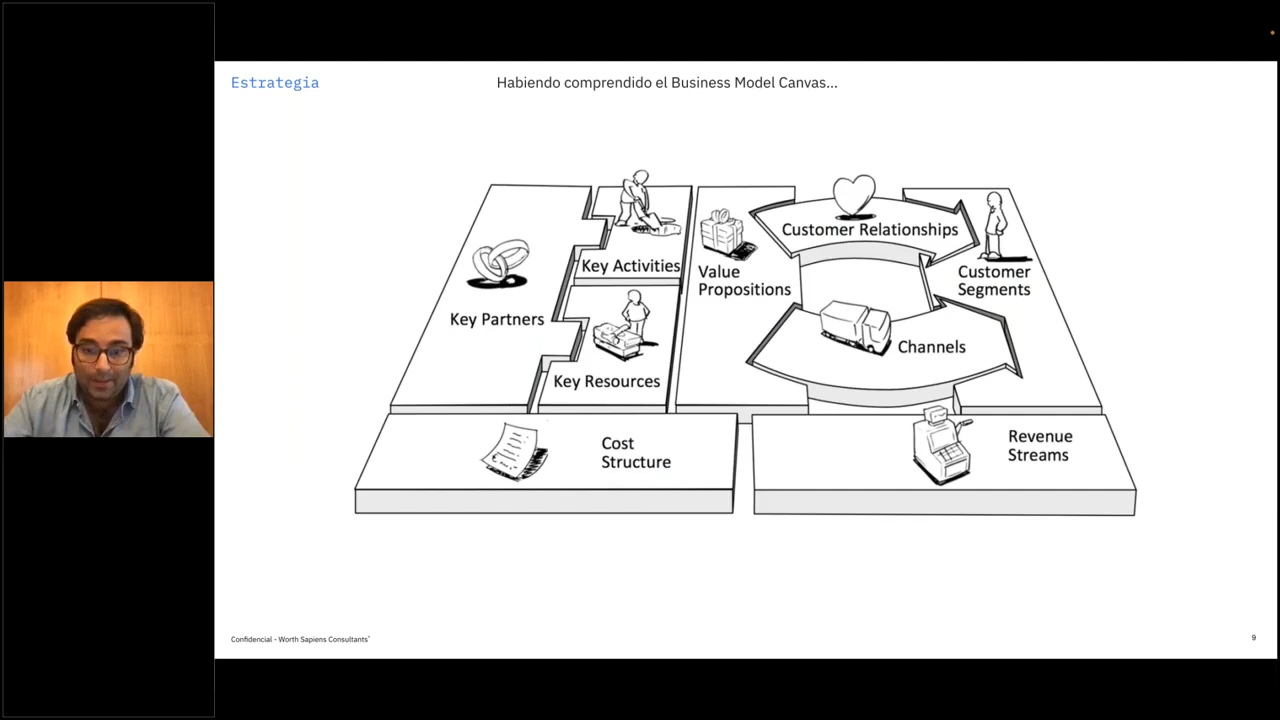 Estrategia
Habiendo comprendido el Business Model Canvas...
Customer Relationships
Key Activities
Value
Propositions
Customer
Segments
Key Partners
Channels
Key Resources
Cost
Structure
Revenue
Streams
Confidencial - Worth Sapiens Consultants*
9